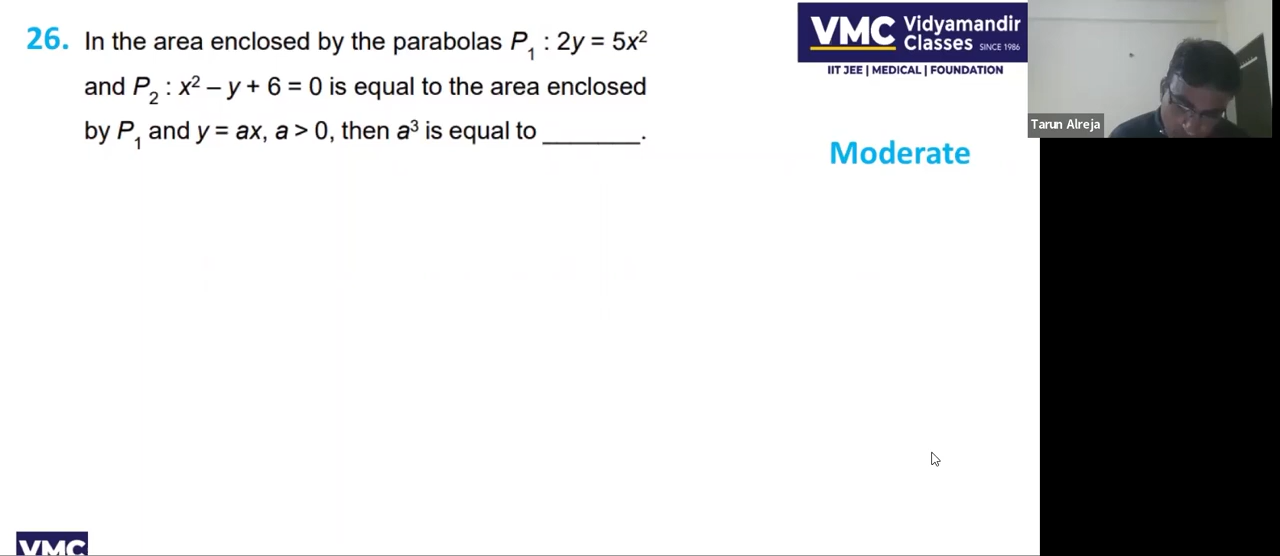 26. In the area enclosed by the parabolas P₁ : 2y = 5x²
and P₂ : x² – y + 6 = 0 is equal to the area enclosed
by P₁ and y = ax, a > 0, then a³ is equal to _______.
VMC Vidyamandir Classes SINCE 1986
IIT JEE | MEDICAL | FOUNDATION
Tarun Alreja
Moderate
VMC